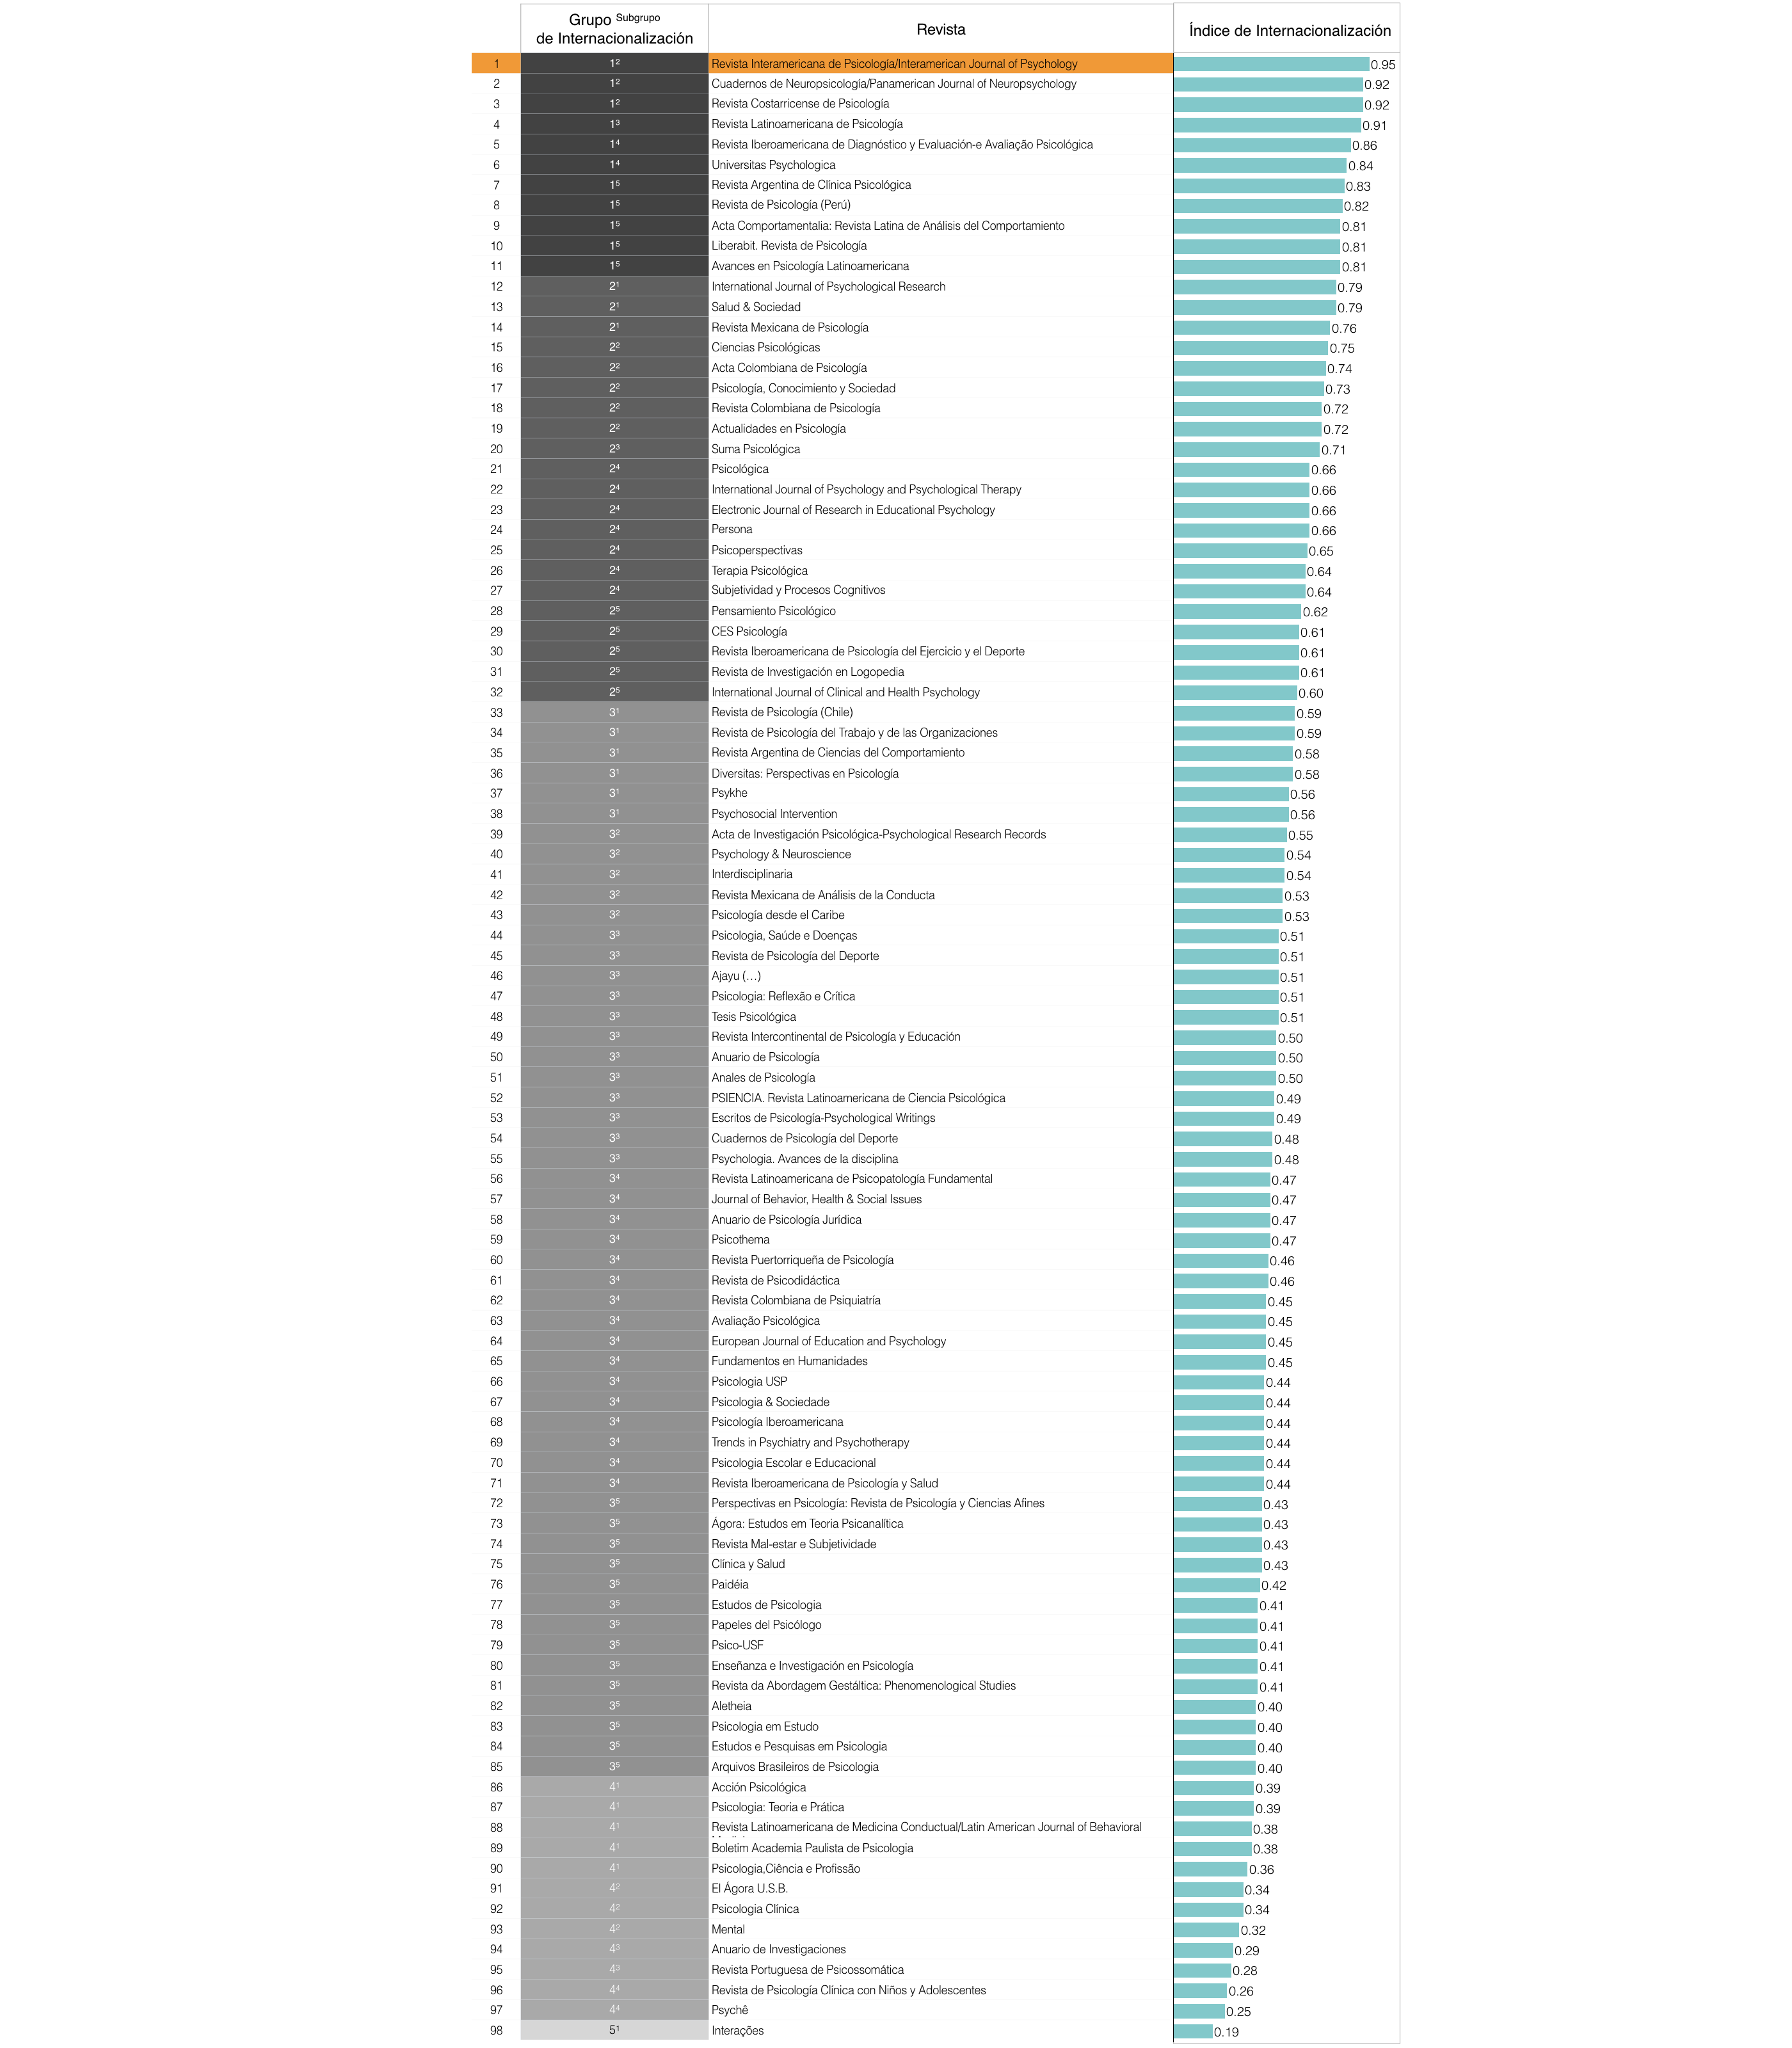 Grupo Subgrupo
de Internacionalización
Revista
Índice de Internacionalización
1 1² Revista Interamericana de Psicología/Interamerican Journal of Psychology 0.95
2 1² Cuadernos de Neuropsicología/Panamerican Journal of Neuropsychology 0.92
3 1² Revista Costarricense de Psicología 0.92
4 1³ Revista Latinoamericana de Psicología 0.91
5 1⁴ Revista Iberoamericana de Diagnóstico y Evaluación-e Avaliação Psicológica 0.86
6 1⁴ Universitas Psychologica 0.84
7 1⁵ Revista Argentina de Clínica Psicológica 0.83
8 1⁵ Revista de Psicología (Perú) 0.82
9 1⁵ Acta Comportamentalia: Revista Latina de Análisis del Comportamiento 0.81
10 1⁵ Liberabit. Revista de Psicología 0.81
11 1⁵ Avances en Psicología Latinoamericana 0.81
12 2¹ International Journal of Psychological Research 0.79
13 2¹ Salud & Sociedad 0.79
14 2¹ Revista Mexicana de Psicología 0.76
15 2² Ciencias Psicológicas 0.75
16 2² Acta Colombiana de Psicología 0.74
17 2² Psicología, Conocimiento y Sociedad 0.73
18 2² Revista Colombiana de Psicología 0.72
19 2² Actualidades en Psicología 0.72
20 2³ Suma Psicológica 0.71
21 2⁴ Psicológica 0.66
22 2⁴ International Journal of Psychology and Psychological Therapy 0.66
23 2⁴ Electronic Journal of Research in Educational Psychology 0.66
24 2⁴ Persona 0.66
25 2⁴ Psicoperspectivas 0.65
26 2⁴ Terapia Psicológica 0.64
27 2⁴ Subjetividad y Procesos Cognitivos 0.64
28 2⁵ Pensamiento Psicológico 0.62
29 2⁵ CES Psicología 0.61
30 2⁵ Revista Iberoamericana de Psicología del Ejercicio y el Deporte 0.61
31 2⁵ Revista de Investigación en Logopedia 0.61
32 2⁵ International Journal of Clinical and Health Psychology 0.60
33 3¹ Revista de Psicología (Chile) 0.59
34 3¹ Revista de Psicología del Trabajo y de las Organizaciones 0.59
35 3¹ Revista Argentina de Ciencias del Comportamiento 0.58
36 3¹ Diversitas: Perspectivas en Psicología 0.58
37 3¹ Psykhe 0.56
38 3¹ Psychosocial Intervention 0.56
39 3² Acta de Investigación Psicológica-Psychological Research Records 0.55
40 3² Psychology & Neuroscience 0.54
41 3² Interdisciplinaria 0.54
42 3² Revista Mexicana de Análisis de la Conducta 0.53
43 3² Psicología desde el Caribe 0.53
44 3³ Psicologia, Saúde e Doenças 0.51
45 3³ Revista de Psicología del Deporte 0.51
46 3³ Ajayu (…) 0.51
47 3³ Psicologia: Reflexão e Crítica 0.51
48 3³ Tesis Psicológica 0.51
49 3³ Revista Intercontinental de Psicología y Educación 0.50
50 3³ Anuario de Psicología 0.50
51 3³ Anales de Psicología 0.50
52 3³ PSIENCIA. Revista Latinoamericana de Ciencia Psicológica 0.49
53 3³ Escritos de Psicología-Psychological Writings 0.49
54 3³ Cuadernos de Psicología del Deporte 0.48
55 3³ Psychologia. Avances de la disciplina 0.48
56 3⁴ Revista Latinoamericana de Psicopatología Fundamental 0.47
57 3⁴ Journal of Behavior, Health & Social Issues 0.47
58 3⁴ Anuario de Psicología Jurídica 0.47
59 3⁴ Psicothema 0.47
60 3⁴ Revista Puertorriqueña de Psicología 0.46
61 3⁴ Revista de Psicodidáctica 0.46
62 3⁴ Revista Colombiana de Psiquiatría 0.45
63 3⁴ Avaliação Psicológica 0.45
64 3⁴ European Journal of Education and Psychology 0.45
65 3⁴ Fundamentos en Humanidades 0.45
66 3⁴ Psicologia USP 0.44
67 3⁴ Psicologia & Sociedade 0.44
68 3⁴ Psicología Iberoamericana 0.44
69 3⁴ Trends in Psychiatry and Psychotherapy 0.44
70 3⁴ Psicologia Escolar e Educacional 0.44
71 3⁴ Revista Iberoamericana de Psicología y Salud 0.44
72 3⁵ Perspectivas en Psicología: Revista de Psicología y Ciencias Afines 0.43
73 3⁵ Ágora: Estudos em Teoria Psicanalítica 0.43
74 3⁵ Revista Mal-estar e Subjetividade 0.43
75 3⁵ Clínica y Salud 0.43
76 3⁵ Paidéia 0.42
77 3⁵ Estudos de Psicologia 0.41
78 3⁵ Papeles del Psicólogo 0.41
79 3⁵ Psico-USF 0.41
80 3⁵ Enseñanza e Investigación en Psicología 0.41
81 3⁵ Revista da Abordagem Gestáltica: Phenomenological Studies 0.41
82 3⁵ Aletheia 0.40
83 3⁵ Psicologia em Estudo 0.40
84 3⁵ Estudos e Pesquisas em Psicologia 0.40
85 3⁵ Arquivos Brasileiros de Psicologia 0.40
86 4¹ Acción Psicológica 0.39
87 4¹ Psicologia: Teoria e Prática 0.39
88 4¹ Revista Latinoamericana de Medicina Conductual/Latin American Journal of Behavioral 0.38
89 4¹ Boletim Academia Paulista de Psicologia 0.38
90 4¹ Psicologia,Ciência e Profissão 0.36
91 4² El Ágora U.S.B. 0.34
92 4² Psicologia Clínica 0.34
93 4² Mental 0.32
94 4³ Anuario de Investigaciones 0.29
95 4³ Revista Portuguesa de Psicossomática 0.28
96 4⁴ Revista de Psicología Clínica con Niños y Adolescentes 0.26
97 4⁴ Psychê 0.25
98 5¹ Interações 0.19